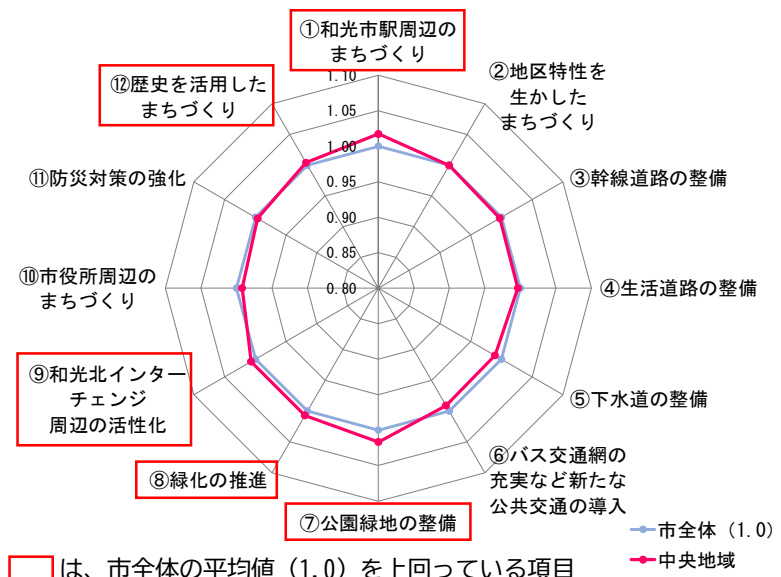 ①和光市駅周辺の
まちづくり
②地区特性を
生かした
まちづくり
③幹線道路の整備
④生活道路の整備
⑤下水道の整備
⑥バス交通網の
充実など新たな
公共交通の導入
⑦公園緑地の整備
⑧緑化の推進
⑨和光北インター
チェンジ
周辺の活性化
⑩市役所周辺の
まちづくり
⑪防災対策の強化
⑫歴史を活用した
まちづくり
1.10
1.05
1.00
0.95
0.90
0.85
0.80
市全体（1.0）
中央地域
は、市全体の平均値（1.0）を上回っている項目